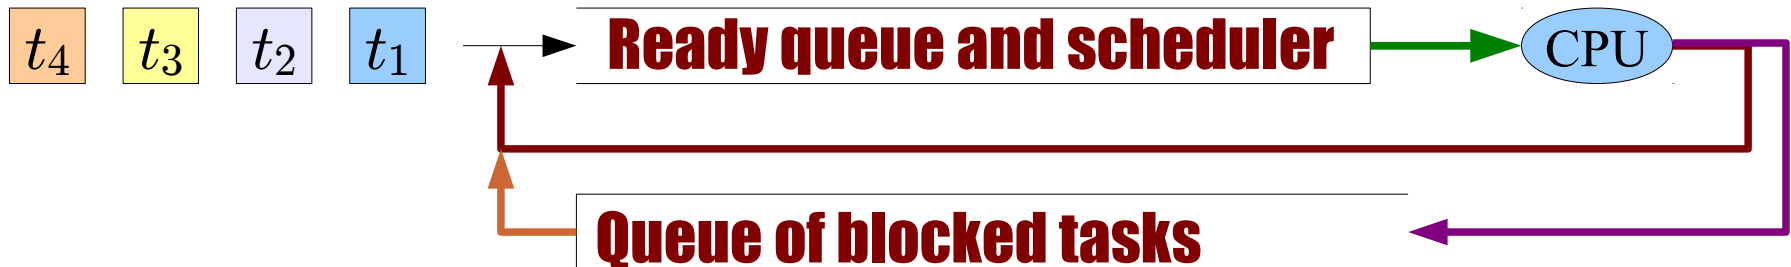 t4 t3 t2 t1 Ready queue and scheduler CPU
Queue of blocked tasks